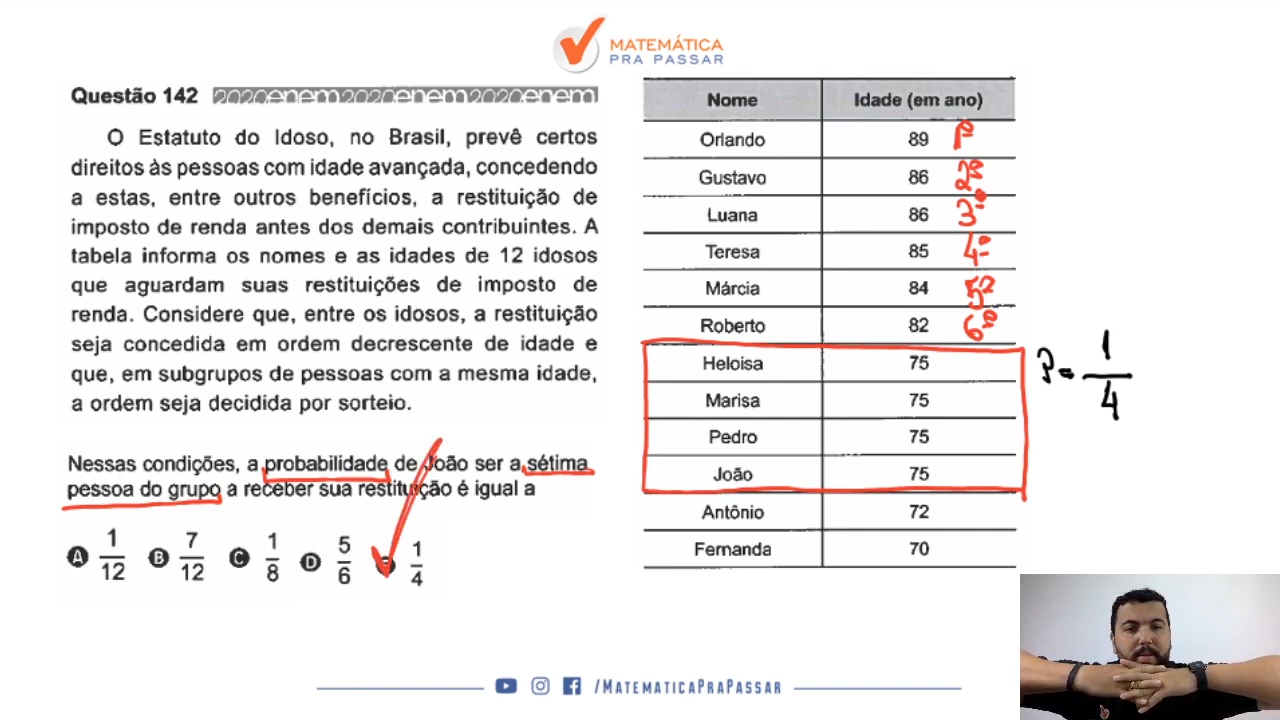 MATEMÁTICA
PRA PASSAR
Questão 142 2020enem2020enem2020enem
O Estatuto do Idoso, no Brasil, prevê certos
direitos às pessoas com idade avançada, concedendo
a estas, entre outros benefícios, a restituição de
imposto de renda antes dos demais contribuintes. A
tabela informa os nomes e as idades de 12 idosos
que aguardam suas restituições de imposto de
renda. Considere que, entre os idosos, a restituição
seja concedida em ordem decrescente de idade e
que, em subgrupos de pessoas com a mesma idade,
a ordem seja decidida por sorteio.
Nessas condições, a probabilidade de João ser a sétima
pessoa do grupo a receber sua restituição é igual a
A 1/12 B 7/12 C 1/8 D 5/6 1/4
Nome Idade (em ano)
Orlando 89 1º
Gustavo 86 2º
Luana 86 3º
Teresa 85 4º
Márcia 84 5º
Roberto 82 6º
Heloisa 75
Marisa 75
Pedro 75
João 75
Antônio 72
Fernanda 70
P = 1/4
/MATEMATICAPRAPASSAR